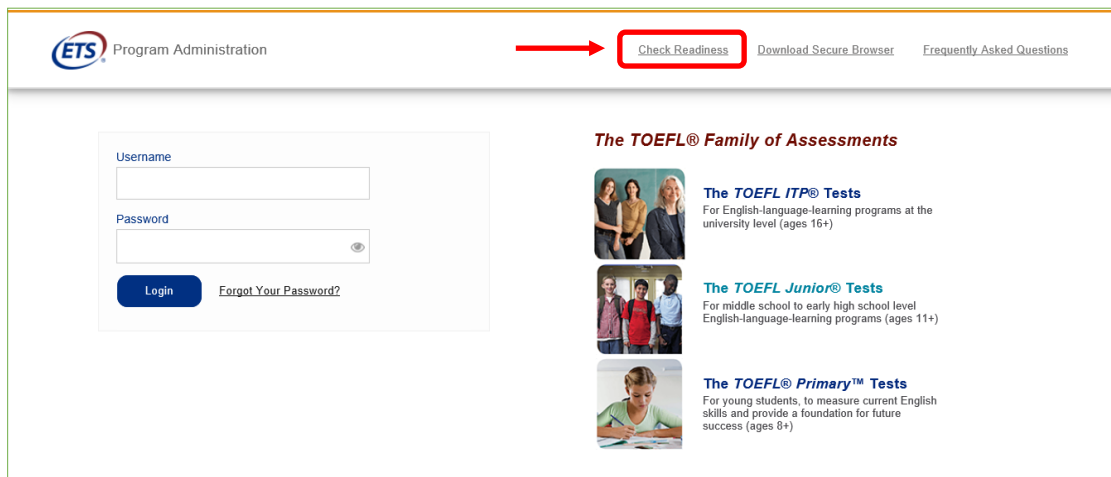 ETS® Program Administration
Check Readiness Download Secure Browser Frequently Asked Questions
Username
Password
Login Forgot Your Password?
The TOEFL® Family of Assessments
The TOEFL ITP® Tests
For English-language-learning programs at the
university level (ages 16+)
The TOEFL Junior® Tests
For middle school to early high school level
English-language-learning programs (ages 11+)
The TOEFL® Primary™ Tests
For young students, to measure current English
skills and provide a foundation for future
success (ages 8+)